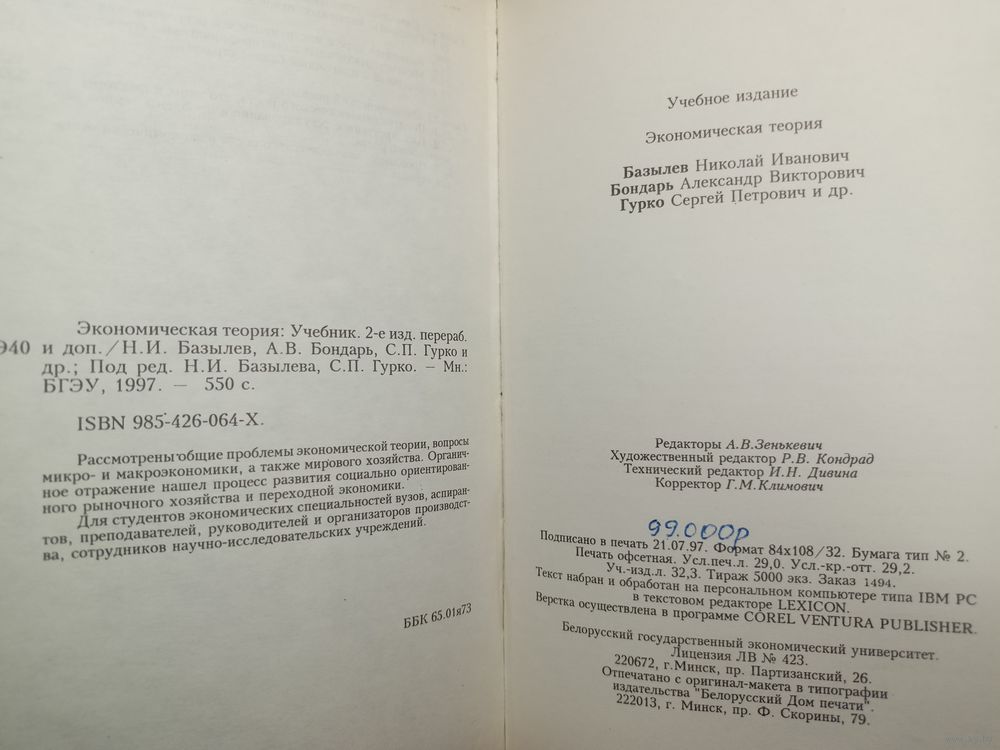 Экономическая теория: Учебник. 2-е изд. перераб.
Э40 и доп./Н.И. Базылев, А.В. Бондарь, С.П. Гурко и
др.; Под ред. Н.И. Базылева, С.П. Гурко. – Мн.:
БГЭУ, 1997. – 550 с.
ISBN 985-426-064-X.
Рассмотрены общие проблемы экономической теории, вопросы
микро- и макроэкономики, а также мирового хозяйства. Органич-
ное отражение нашел процесс развития социально ориентирован-
ного рыночного хозяйства и переходной экономики.
Для студентов экономических специальностей вузов, аспиран-
тов, преподавателей, руководителей и организаторов производст-
ва, сотрудников научно-исследовательских учреждений.
ББК 65.01я73
Учебное издание
Экономическая теория
Базылев Николай Иванович
Бондарь Александр Викторович
Гурко Сергей Петрович и др.
Редакторы А.В.Зенькевич
Художественный редактор Р.В. Кондрад
Технический редактор И.Н. Дивина
Корректор Г.М.Климович
99.000р
Подписано в печать 21.07.97. Формат 84x108/32. Бумага тип № 2.
Печать офсетная. Усл.печ.л. 29,0. Усл.-кр.-отт. 29,2.
Уч.-изд.л. 32,3. Тираж 5000 экз. Заказ 1494.
Текст набран и обработан на персональном компьютере типа IBM PC
в текстовом редакторе LEXICON.
Верстка осуществлена в программе COREL VENTURA PUBLISHER.
Белорусский государственный экономический университет.
Лицензия ЛВ № 423.
220672, г.Минск, пр. Партизанский, 26.
Отпечатано с оригинал-макета в типографии
издательства "Белорусский Дом печати".
222013, г. Минск, пр. Ф. Скорины, 79.